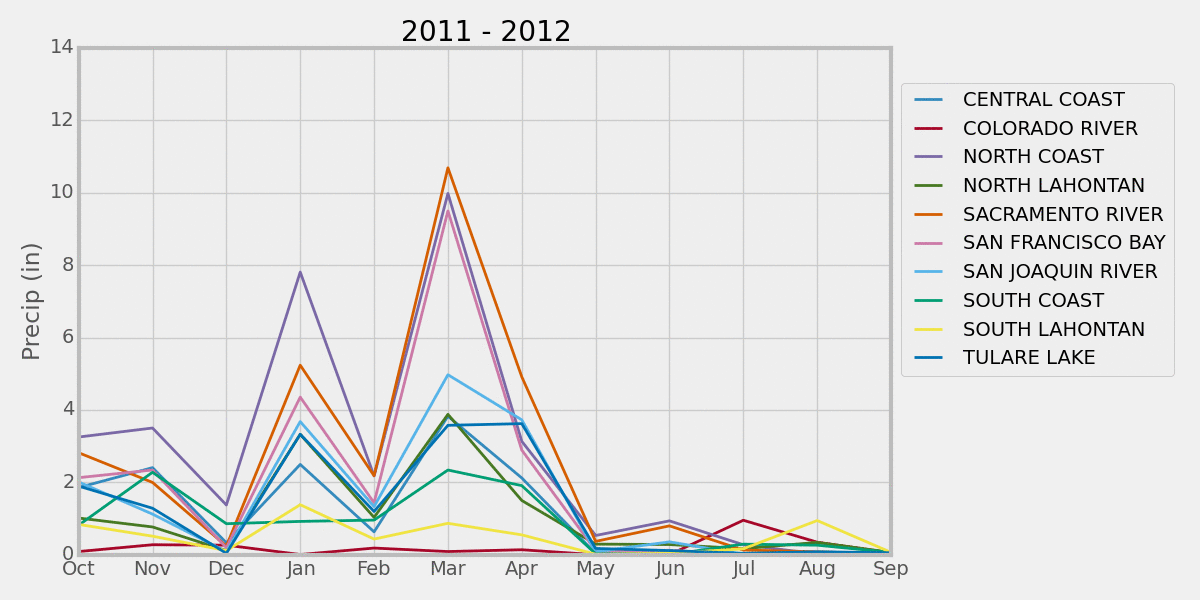 2011 - 2012
14
12
10
8
6
4
2
0
Precip (in)
Oct Nov Dec Jan Feb Mar Apr May Jun Jul Aug Sep
CENTRAL COAST
COLORADO RIVER
NORTH COAST
NORTH LAHONTAN
SACRAMENTO RIVER
SAN FRANCISCO BAY
SAN JOAQUIN RIVER
SOUTH COAST
SOUTH LAHONTAN
TULARE LAKE